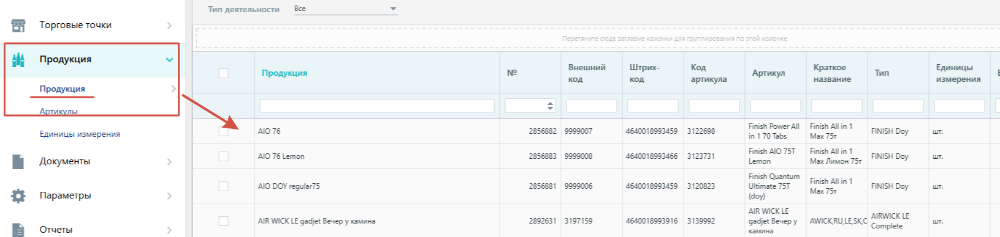 Тип деятельности Все
Торговые точки
Продукция
Продукция
Артикулы
Единицы измерения
Документы
Параметры
Отчеты
Перетяните сюда заглавие колонки для группирования по этой колонке
Продукция № Внешний код Штрих-код Код артикула Артикул Краткое название Тип Единицы измерения
AIO 76 2856882 9999007 4640018993459 3122698 Finish Power All in 1 70 Tabs Finish All in 1 Max 75т FINISH Doy шт.
AIO 76 Lemon 2856883 9999008 4640018993466 3123731 Finish AIO 75T Lemon Finish All in 1 Max Лимон 75т FINISH Doy шт.
AIO DOY regular75 2856881 9999006 4640018993459 3120823 Finish Quantum Ultimate 75T (doy) Finish All in 1 Max 75т FINISH Doy шт.
AIR WICK LE gadjet Вечер у камина 2892631 3197159 4640018993916 3139992 AIR WICK LE gadjet Вечер у камина AWICK,RU,LE,SK,C AIRWICK LE Complete шт.